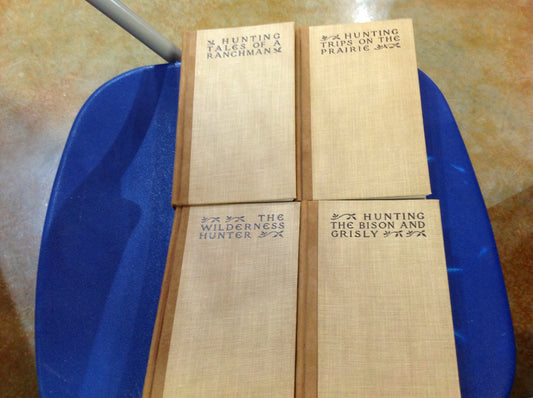 HUNTING
TALES OF A
RANCHMAN
HUNTING
TRIPS ON THE
PRAIRIE
THE
WILDERNESS
HUNTER
HUNTING
THE BISON AND
GRISLY